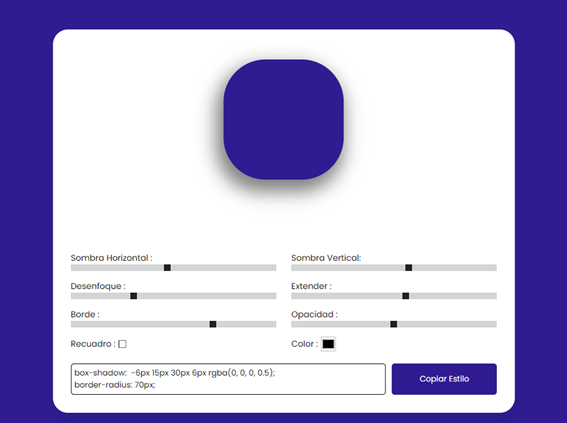 Sombra Horizontal :
Sombra Vertical:
Desenfoque :
Extender :
Borde :
Opacidad :
Recuadro :
Color :
box-shadow:  -6px 15px 30px 6px rgba(0, 0, 0, 0.5);
border-radius: 70px;
Copiar Estilo